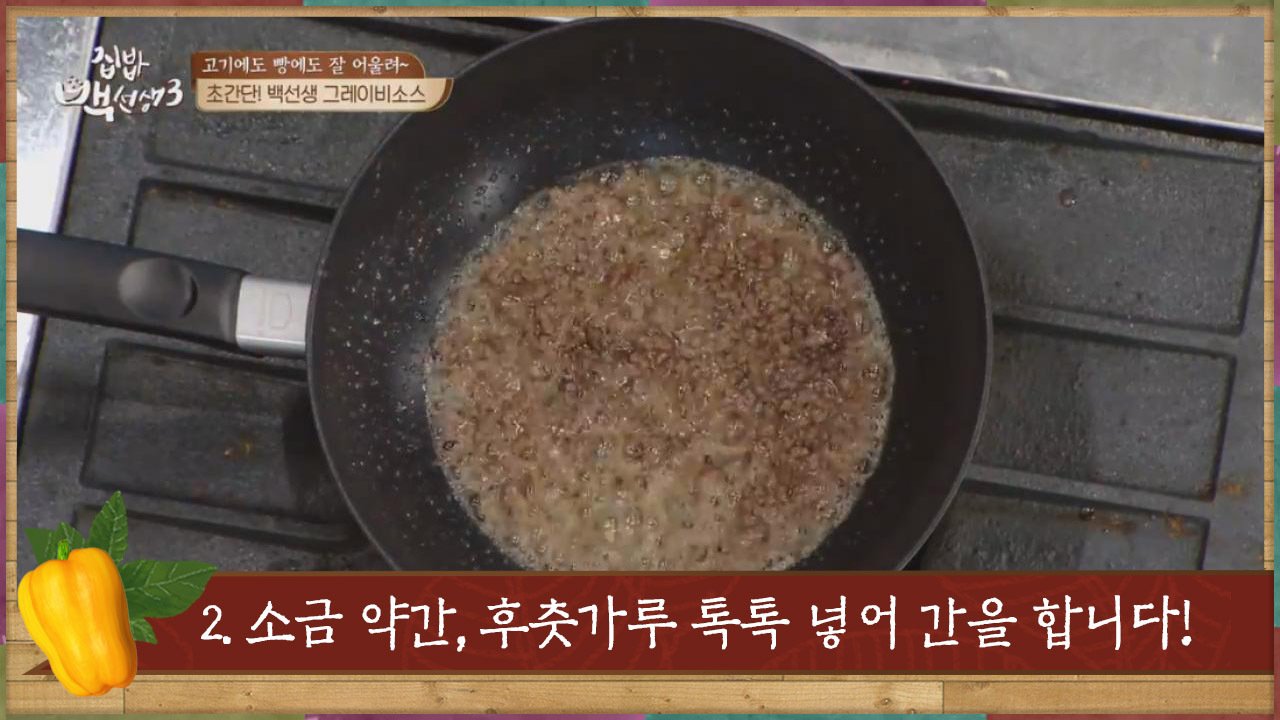 집밥
백선생3
고기에도 빵에도 잘 어울려~
초간단! 백선생 그레이비소스
2. 소금 약간, 후춧가루 톡톡 넣어 간을 합니다!